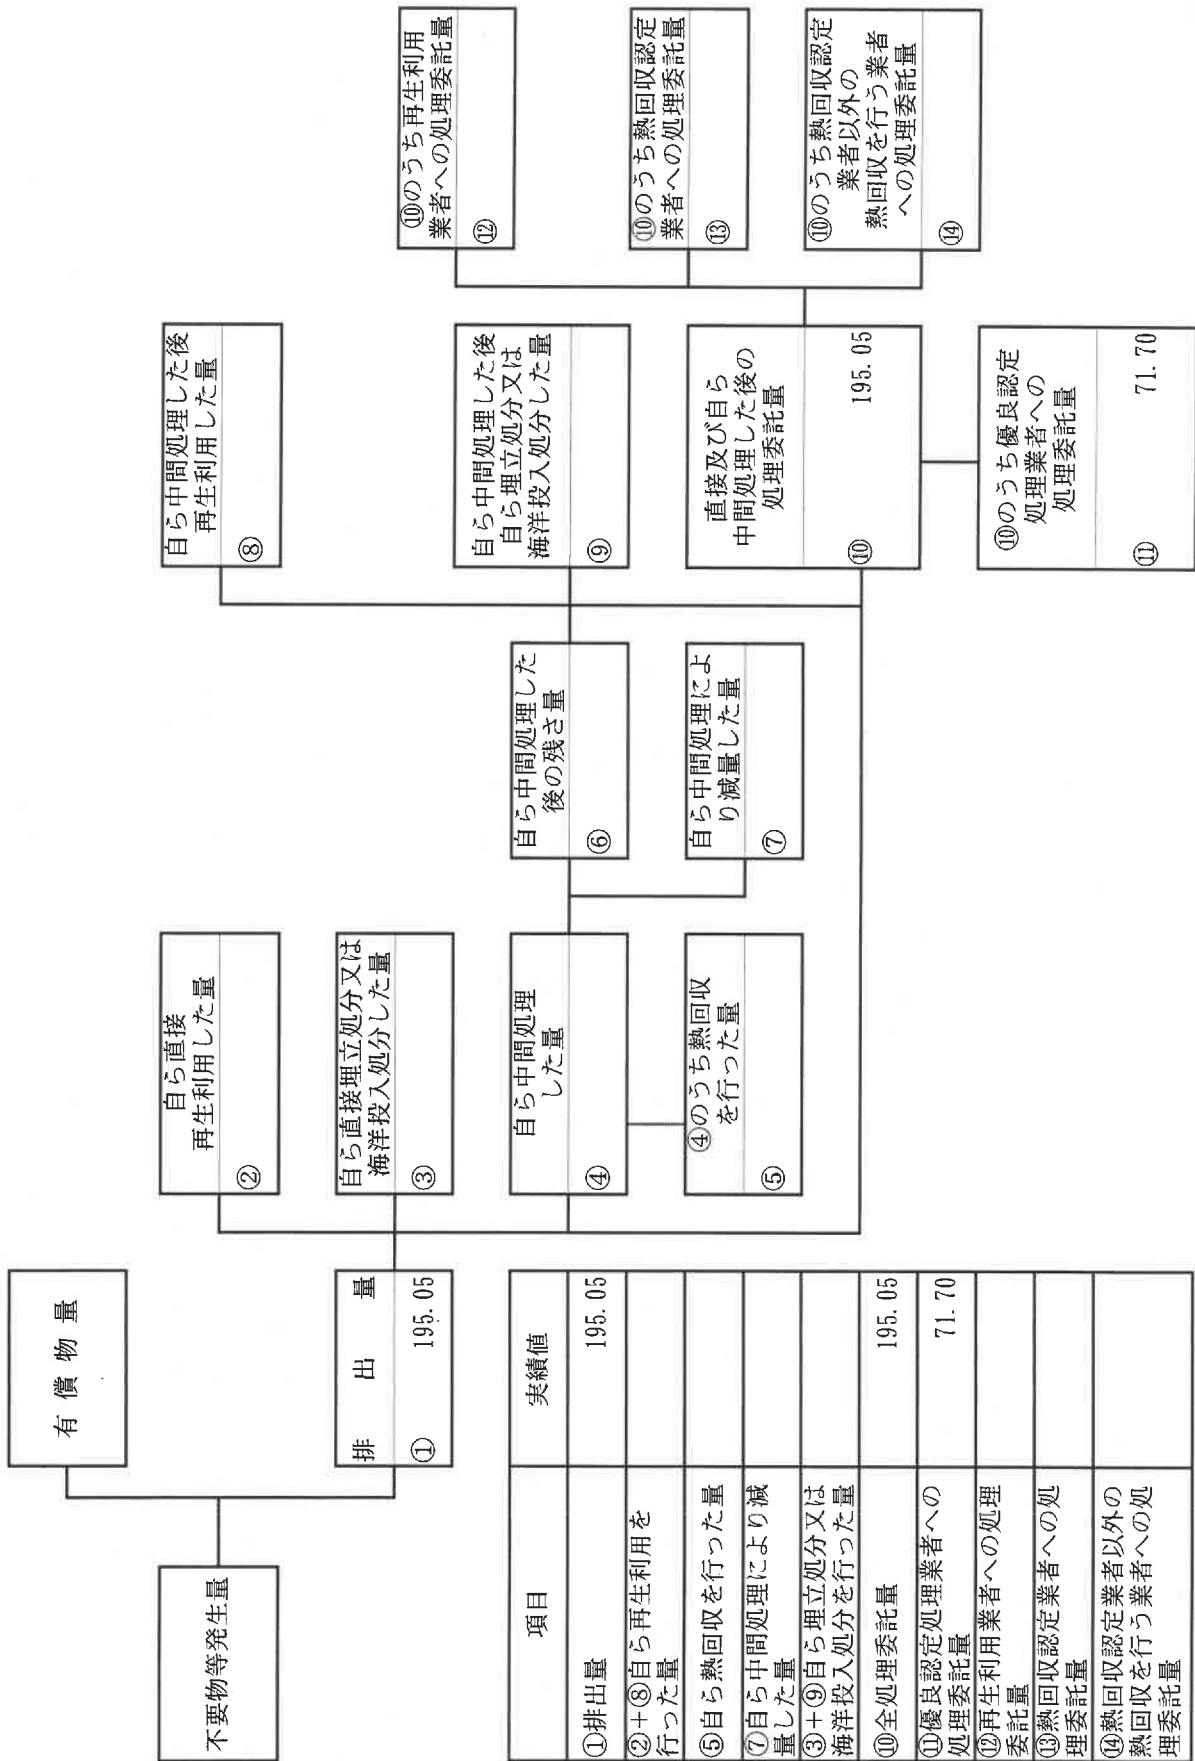 不要物等発生量
有償物量
排出量
① 195.05
自ら直接
再生利用した量
②
自ら直接埋立処分又は
海洋投入処分した量
③
自ら中間処理
した量
④
④のうち熱回収
を行った量
⑤
自ら中間処理した
後の残さ量
⑥
自ら中間処理によ
り減量した量
⑦
自ら中間処理した後
再生利用した量
⑧
自ら中間処理した後
自ら埋立処分又は
海洋投入処分した量
⑨
直接及び自ら
中間処理した後の
処理委託量
⑩ 195.05
⑩のうち優良認定
処理業者への
処理委託量
⑪ 71.70
⑩のうち再生利用
業者への処理委託量
⑫
⑩のうち熱回収認定
業者への処理委託量
⑬
⑩のうち熱回収認定
業者以外の
熱回収を行う業者
への処理委託量
⑭
項目 実績値
①排出量 195.05
②+⑧自ら再生利用を
行った量
⑤自ら熱回収を行った量
⑦自ら中間処理により減
量した量
③+⑨自ら埋立処分又は
海洋投入処分を行った量
⑩全処理委託量 195.05
⑪優良認定処理業者への
処理委託量 71.70
⑫再生利用業者への処理
委託量
⑬熱回収認定業者への処
理委託量
⑭熱回収認定業者以外の
熱回収を行う業者への処
理委託量